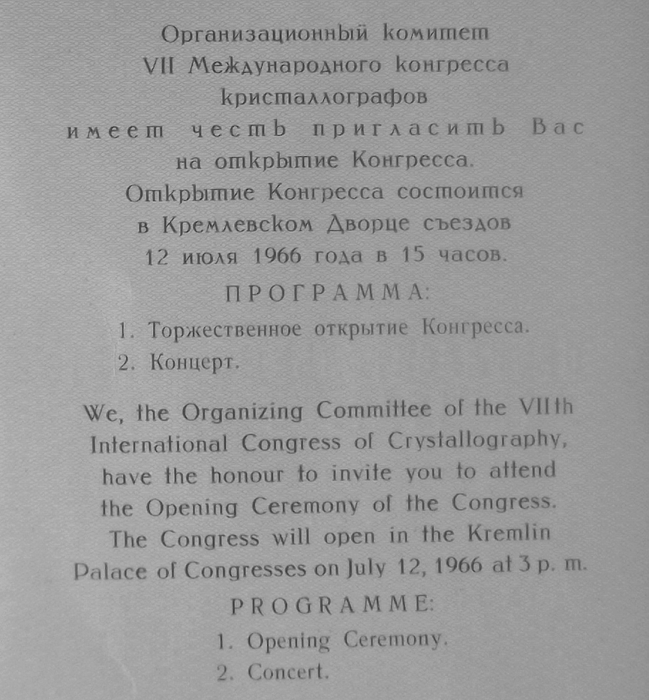 Организационный комитет
VII Международного конгресса
кристаллографов
имеет честь пригласить Вас
на открытие Конгресса.
Открытие Конгресса состоится
в Кремлевском Дворце съездов
12 июля 1966 года в 15 часов.
ПРОГРАММА:
1. Торжественное открытие Конгресса.
2. Концерт.
We, the Organizing Committee of the VIIth
International Congress of Crystallography,
have the honour to invite you to attend
the Opening Ceremony of the Congress.
The Congress will open in the Kremlin
Palace of Congresses on July 12, 1966 at 3 p. m.
PROGRAMME:
1. Opening Ceremony.
2. Concert.